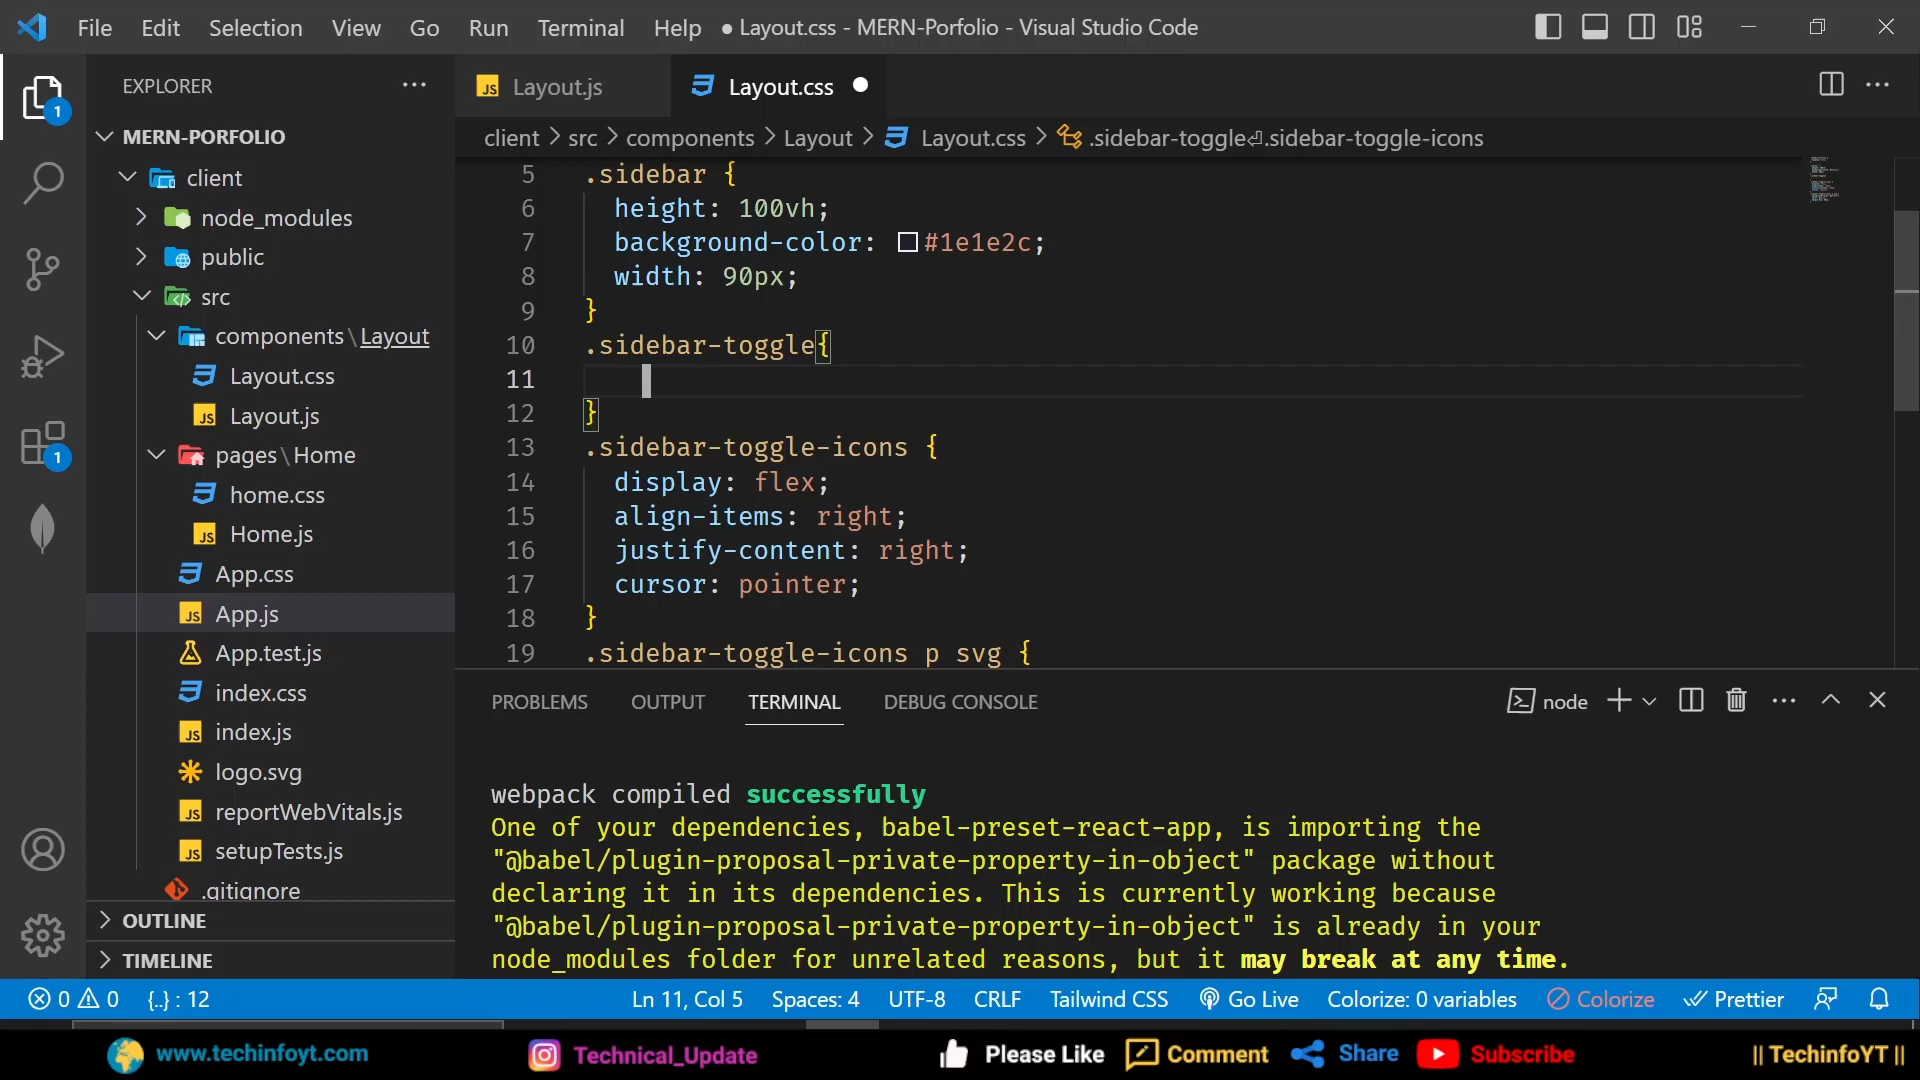 File Edit Selection View Go Run Terminal Help ● Layout.css - MERN-Porfolio - Visual Studio Code
EXPLORER
1
MERN-PORFOLIO
client
node_modules
public
src
components\Layout
Layout.css
Layout.js
pages\Home
home.css
Home.js
1
App.css
App.js
App.test.js
index.css
index.js
logo.svg
reportWebVitals.js
setupTests.js
.gitignore
OUTLINE
TIMELINE
Layout.js Layout.css
client > src > components > Layout > Layout.css > .sidebar-toggle⏎.sidebar-toggle-icons
5 .sidebar {
6 height: 100vh;
7 background-color: #1e1e2c;
8 width: 90px;
9 }
10 .sidebar-toggle{
11
12 }
13 .sidebar-toggle-icons {
14 display: flex;
15 align-items: right;
16 justify-content: right;
17 cursor: pointer;
18 }
19 .sidebar-toggle-icons p svg {
PROBLEMS OUTPUT TERMINAL DEBUG CONSOLE node
webpack compiled successfully
One of your dependencies, babel-preset-react-app, is importing the
"@babel/plugin-proposal-private-property-in-object" package without
declaring it in its dependencies. This is currently working because
"@babel/plugin-proposal-private-property-in-object" is already in your
node_modules folder for unrelated reasons, but it may break at any time.
0 0 {..} : 12 Ln 11, Col 5 Spaces: 4 UTF-8 CRLF Tailwind CSS Go Live Colorize: 0 variables Colorize Prettier
www.techinfoyt.com Technical_Update Please Like Comment Share Subscribe || TechinfoYT ||